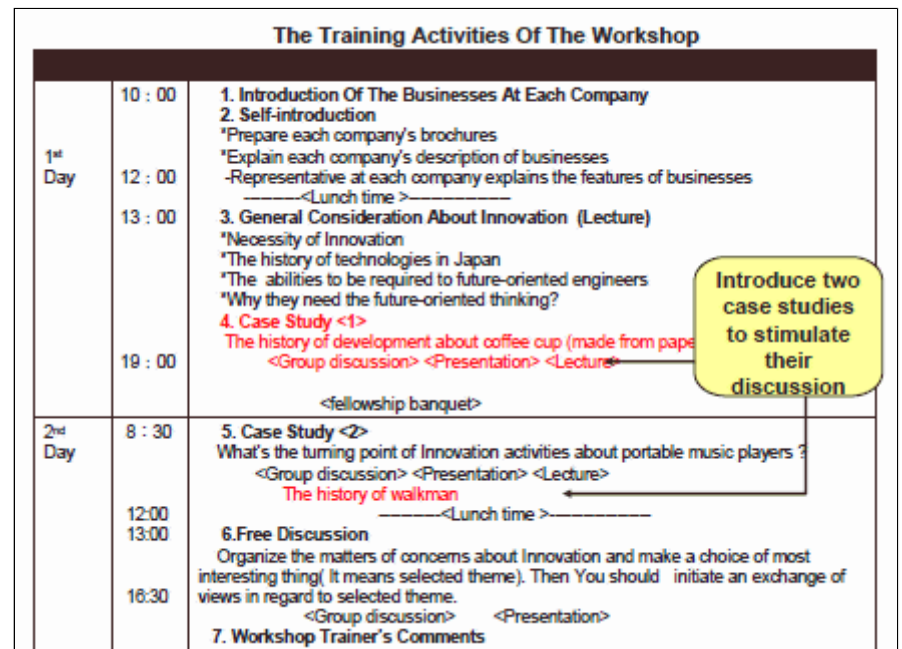 The Training Activities Of The Workshop
10 : 00 1. Introduction Of The Businesses At Each Company
2. Self-introduction
*Prepare each company's brochures
1st *Explain each company's description of businesses
Day 12 : 00 -Representative at each company explains the features of businesses
----------<Lunch time >------------------
13 : 00 3. General Consideration About Innovation (Lecture)
*Necessity of Innovation
*The history of technologies in Japan
*The abilities to be required to future-oriented engineers
*Why they need the future-oriented thinking?
4. Case Study <1>
The history of development about coffee cup (made from pape
19 : 00 <Group discussion> <Presentation> <Lecture>
<fellowship banquet>
Introduce two
case studies
to stimulate
their
discussion
2nd 8 : 30 5. Case Study <2>
Day What's the turning point of Innovation activities about portable music players ?
<Group discussion> <Presentation> <Lecture>
The history of walkman
12:00 -----------<Lunch time >------------------
13:00 6.Free Discussion
Organize the matters of concerns about Innovation and make a choice of most
interesting thing( It means selected theme). Then You should initiate an exchange of
16:30 views in regard to selected theme.
<Group discussion> <Presentation>
7. Workshop Trainer's Comments